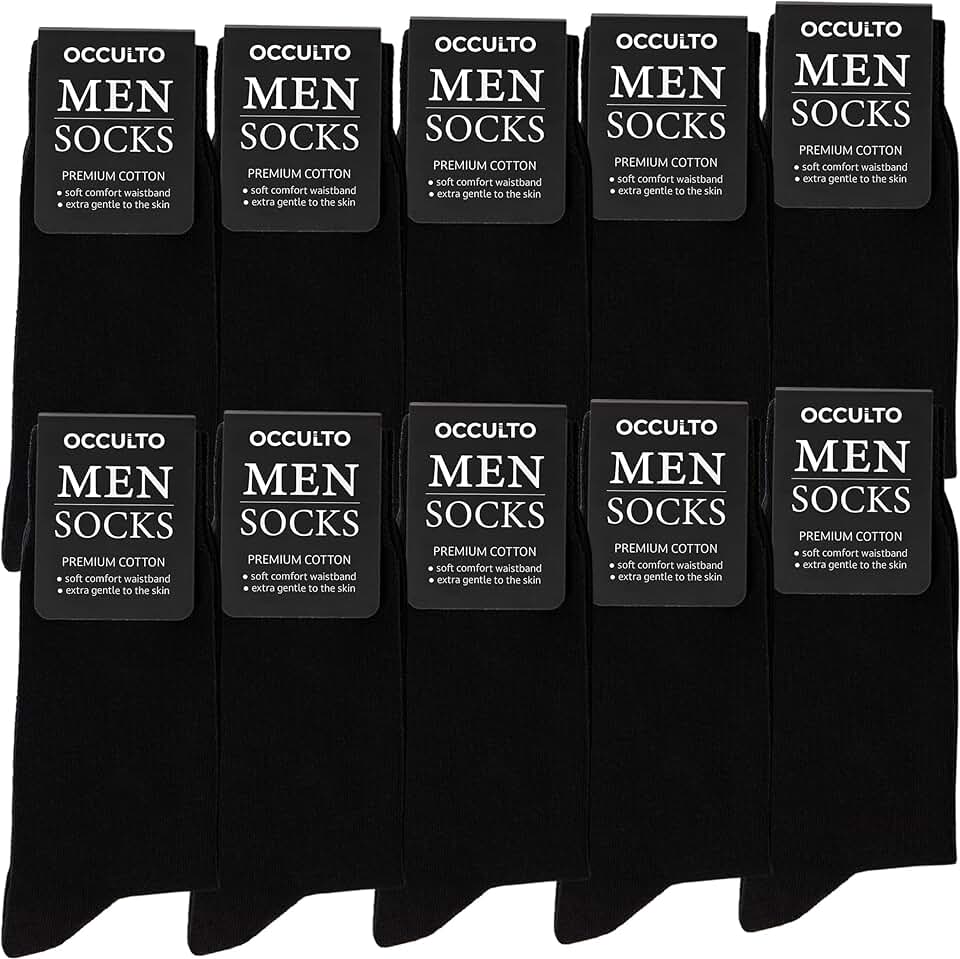 OCCULTO
MEN
SOCKS
PREMIUM COTTON
• soft comfort waistband
• extra gentle to the skin
OCCULTO
MEN
SOCKS
PREMIUM COTTON
• soft comfort waistband
• extra gentle to the skin
OCCULTO
MEN
SOCKS
PREMIUM COTTON
• soft comfort waistband
• extra gentle to the skin
OCCULTO
MEN
SOCKS
PREMIUM COTTON
• soft comfort waistband
• extra gentle to the skin
OCCULTO
MEN
SOCKS
PREMIUM COTTON
• soft comfort waistband
• extra gentle to the skin
OCCULTO
MEN
SOCKS
PREMIUM COTTON
• soft comfort waistband
• extra gentle to the skin
OCCULTO
MEN
SOCKS
PREMIUM COTTON
• soft comfort waistband
• extra gentle to the skin
OCCULTO
MEN
SOCKS
PREMIUM COTTON
• soft comfort waistband
• extra gentle to the skin
OCCULTO
MEN
SOCKS
PREMIUM COTTON
• soft comfort waistband
• extra gentle to the skin
OCCULTO
MEN
SOCKS
PREMIUM COTTON
• soft comfort waistband
• extra gentle to the skin